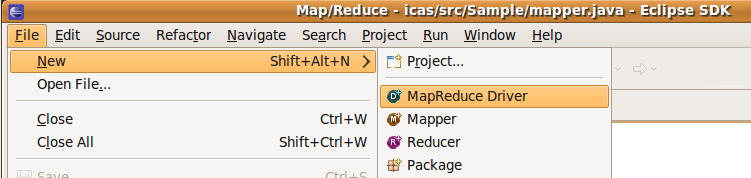 Map/Reduce - icas/src/Sample/mapper.java - Eclipse SDK
File Edit Source Refactor Navigate Search Project Run Window Help
New Shift+Alt+N
Open File...
Close Ctrl+W
Close All Shift+Ctrl+W
Save Ctrl+S
Project...
MapReduce Driver
Mapper
Reducer
Package